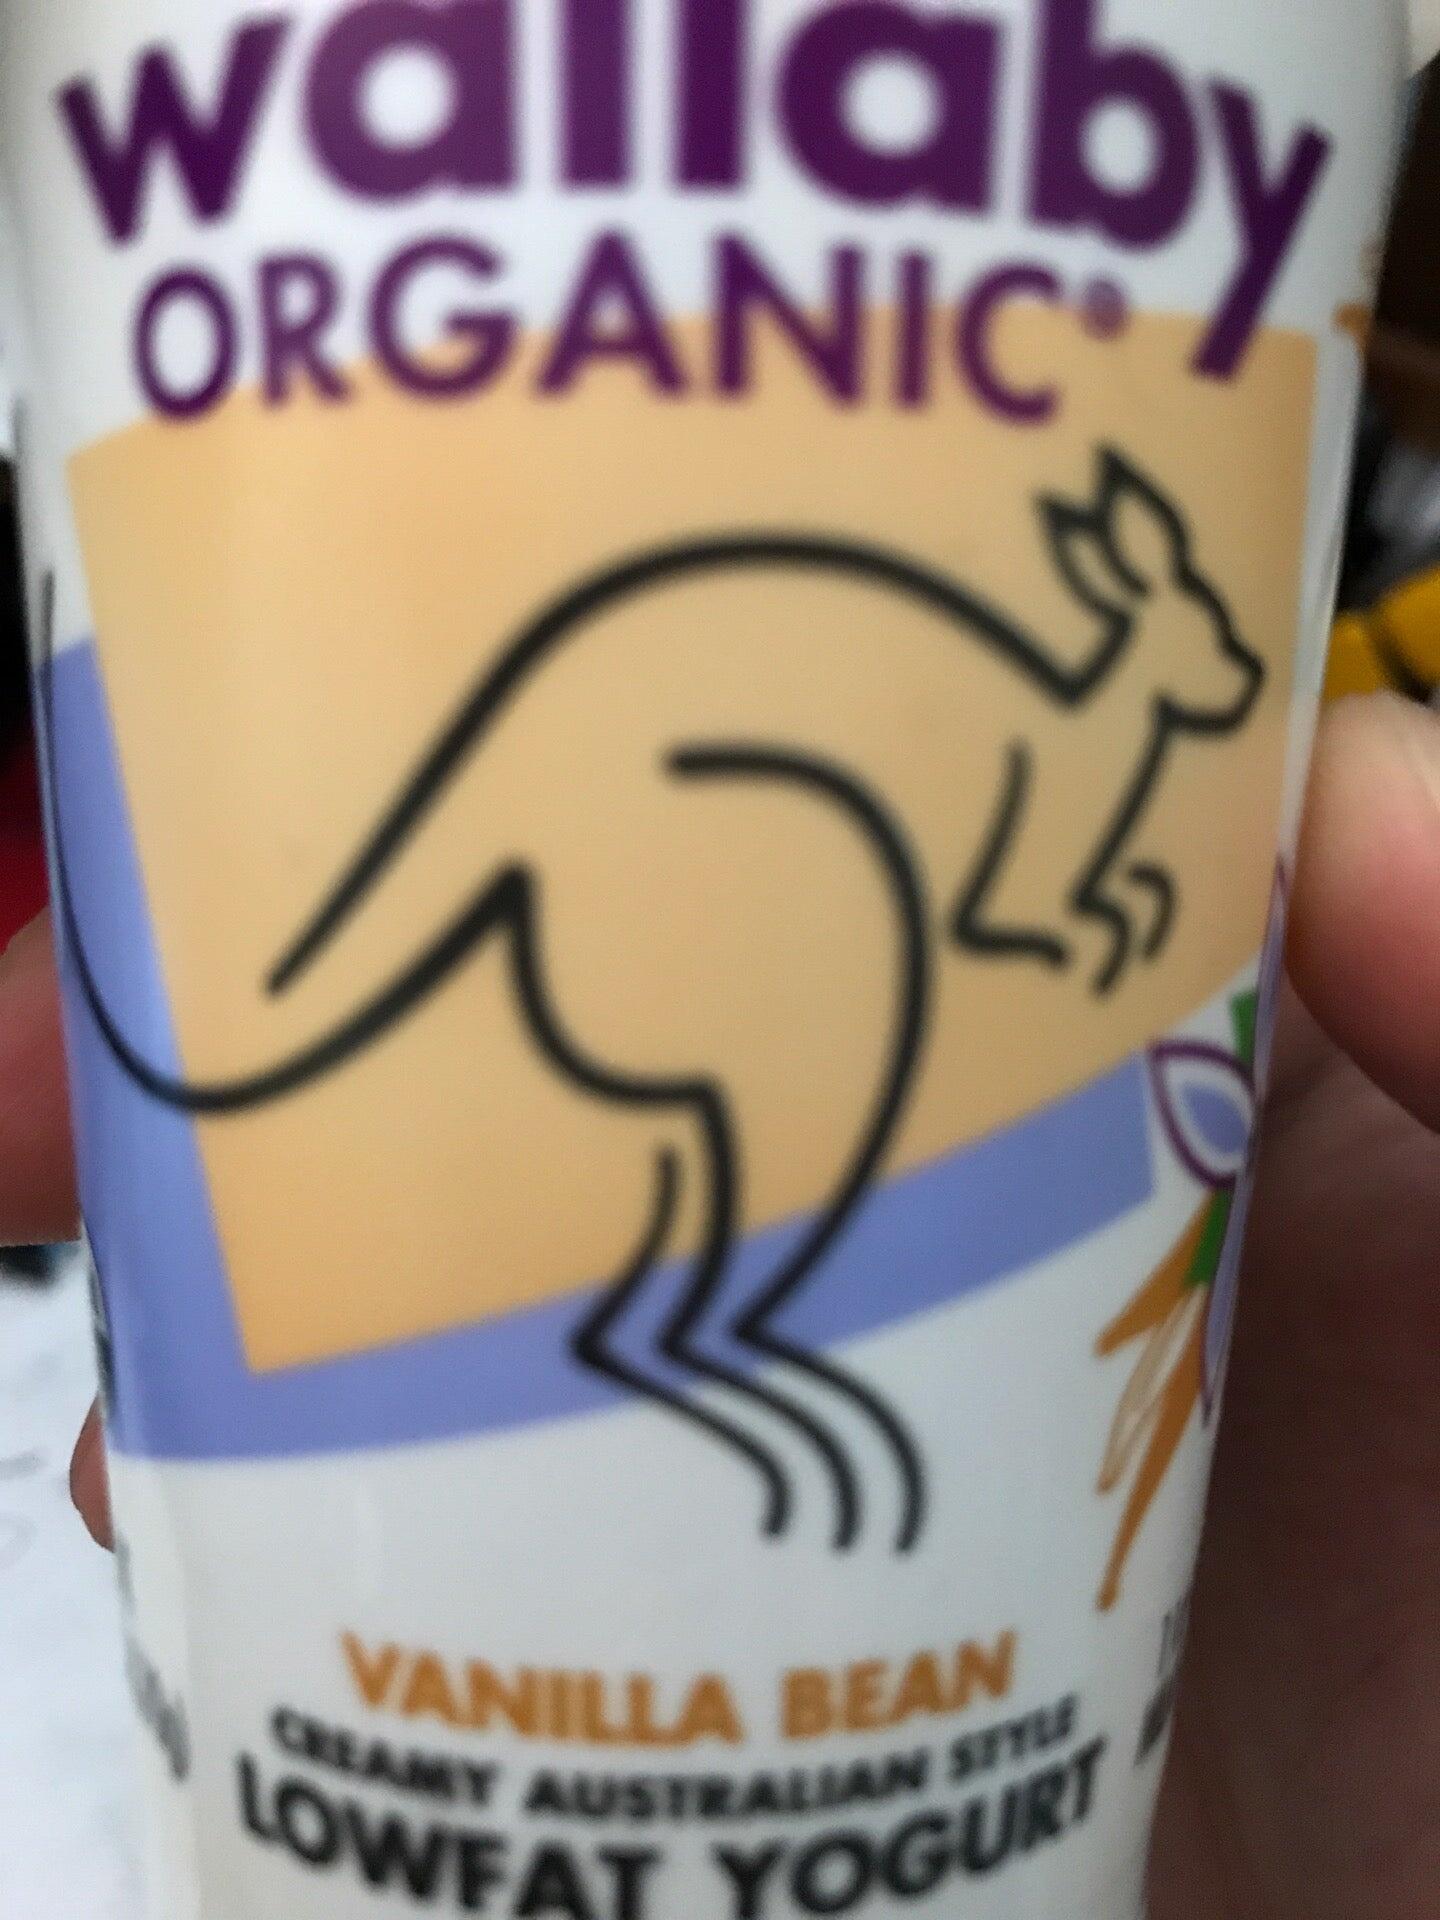 wallaby
ORGANIC®
VANILLA BEAN
CREAMY AUSTRALIAN STYLE
LOWFAT YOGURT